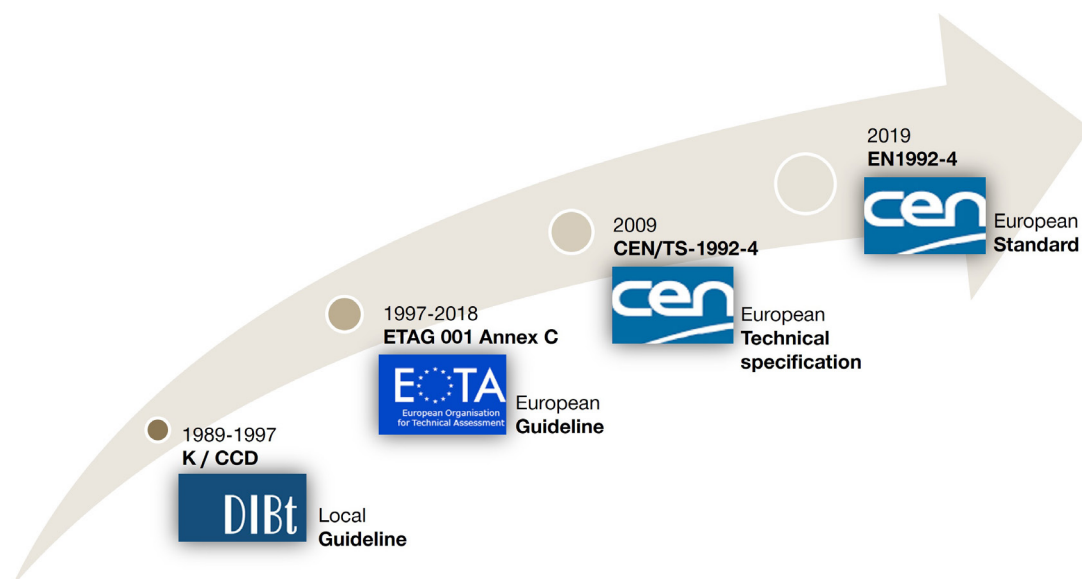 1989-1997
K / CCD
DIBt
Local
Guideline
1997-2018
ETAG 001 Annex C
EOTA
European Organisation
for Technical Assessment
European
Guideline
2009
CEN/TS-1992-4
cen
European
Technical
specification
2019
EN1992-4
cen
European
Standard